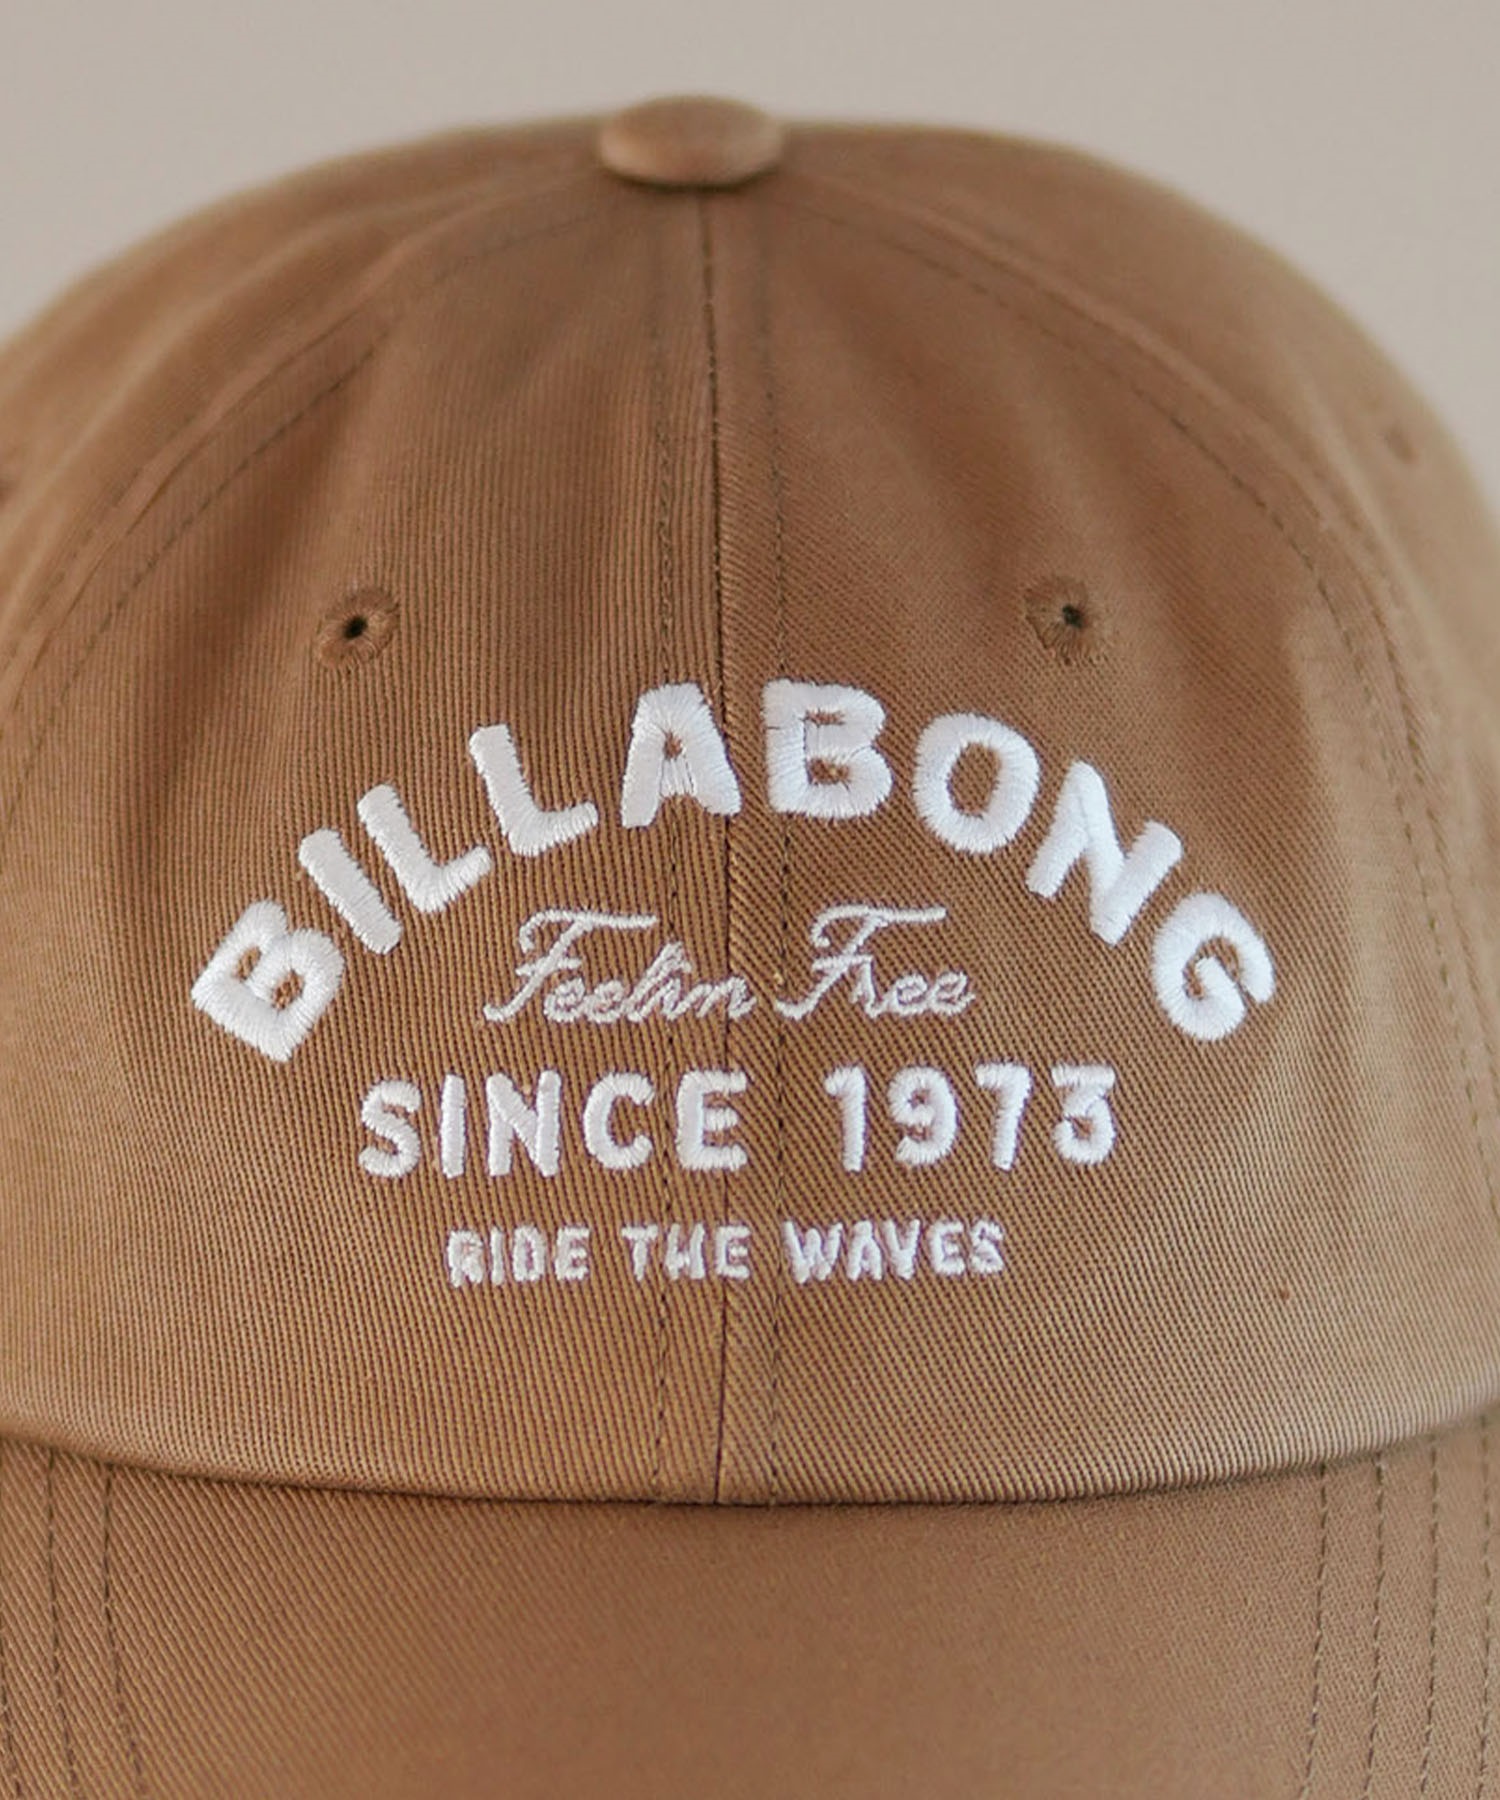 BILLABONG
Feelin Free
SINCE 1973
RIDE THE WAVES